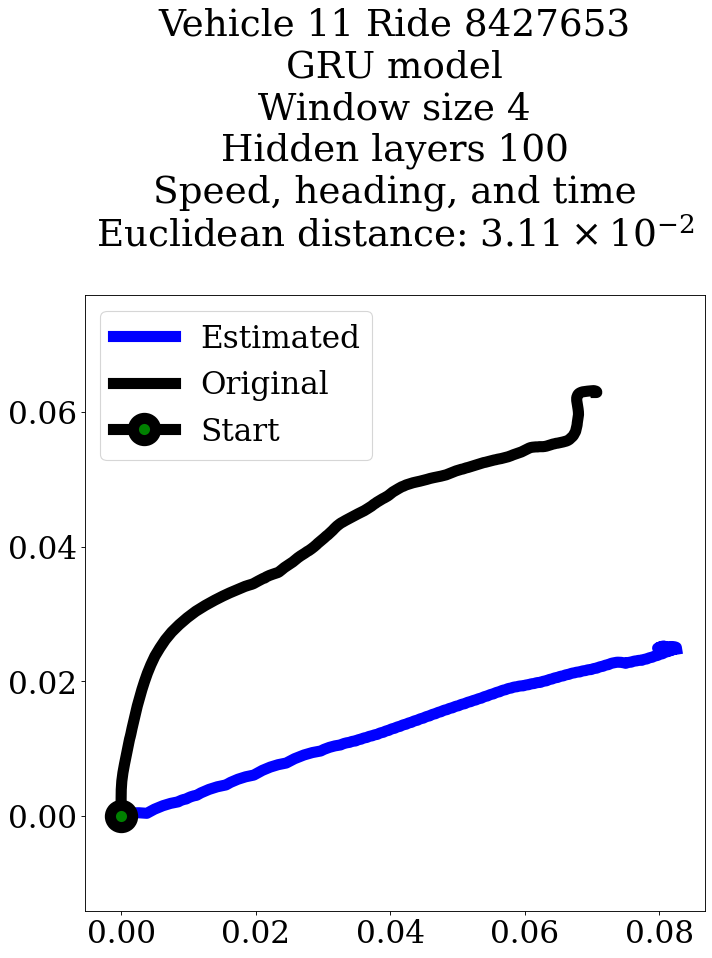 Vehicle 11 Ride 8427653
GRU model
Window size 4
Hidden layers 100
Speed, heading, and time
Euclidean distance: 3.11 × 10⁻²
Estimated
Original
Start
0.06
0.04
0.02
0.00
0.00 0.02 0.04 0.06 0.08